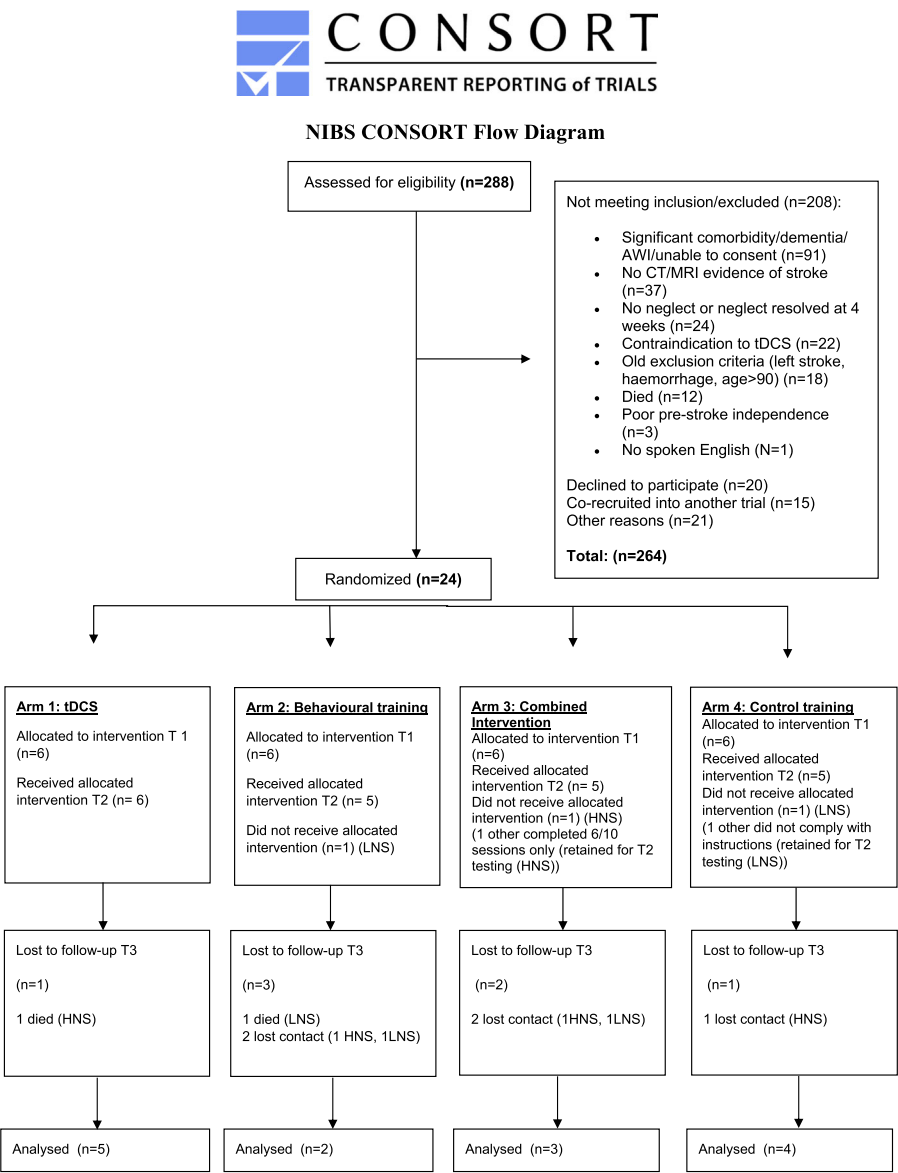 CONSORT
TRANSPARENT REPORTING of TRIALS
NIBS CONSORT Flow Diagram
Assessed for eligibility (n=288)
Not meeting inclusion/excluded (n=208):
• Significant comorbidity/dementia/
AWI/unable to consent (n=91)
• No CT/MRI evidence of stroke
(n=37)
• No neglect or neglect resolved at 4
weeks (n=24)
• Contraindication to tDCS (n=22)
• Old exclusion criteria (left stroke,
haemorrhage, age>90) (n=18)
• Died (n=12)
• Poor pre-stroke independence
(n=3)
• No spoken English (N=1)
Declined to participate (n=20)
Co-recruited into another trial (n=15)
Other reasons (n=21)
Total: (n=264)
Randomized (n=24)
Arm 1: tDCS
Allocated to intervention T 1
(n=6)
Received allocated
intervention T2 (n= 6)
Arm 2: Behavioural training
Allocated to intervention T1
(n=6)
Received allocated
intervention T2 (n= 5)
Did not receive allocated
intervention (n=1) (LNS)
Arm 3: Combined
Intervention
Allocated to intervention T1
(n=6)
Received allocated
intervention T2 (n= 5)
Did not receive allocated
intervention (n=1) (HNS)
(1 other completed 6/10
sessions only (retained for T2
testing (HNS))
Arm 4: Control training
Allocated to intervention T1
(n=6)
Received allocated
intervention T2 (n=5)
Did not receive allocated
intervention (n=1) (LNS)
(1 other did not comply with
instructions (retained for T2
testing (LNS))
Lost to follow-up T3
(n=1)
1 died (HNS)
Lost to follow-up T3
(n=3)
1 died (LNS)
2 lost contact (1 HNS, 1LNS)
Lost to follow-up T3
(n=2)
2 lost contact (1HNS, 1LNS)
Lost to follow-up T3
(n=1)
1 lost contact (HNS)
Analysed (n=5)
Analysed (n=2)
Analysed (n=3)
Analysed (n=4)